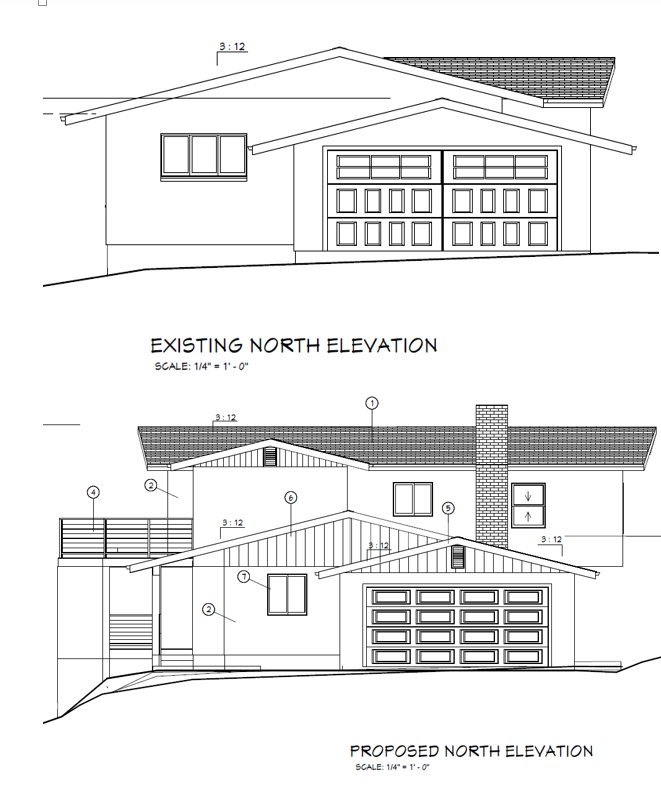 3 : 12
EXISTING NORTH ELEVATION
SCALE: 1/4" = 1' - 0"
1
3 : 12
2
4
6
5
3 : 12
3 : 12
3 : 12
7
2
PROPOSED NORTH ELEVATION
SCALE: 1/4" = 1' - 0"